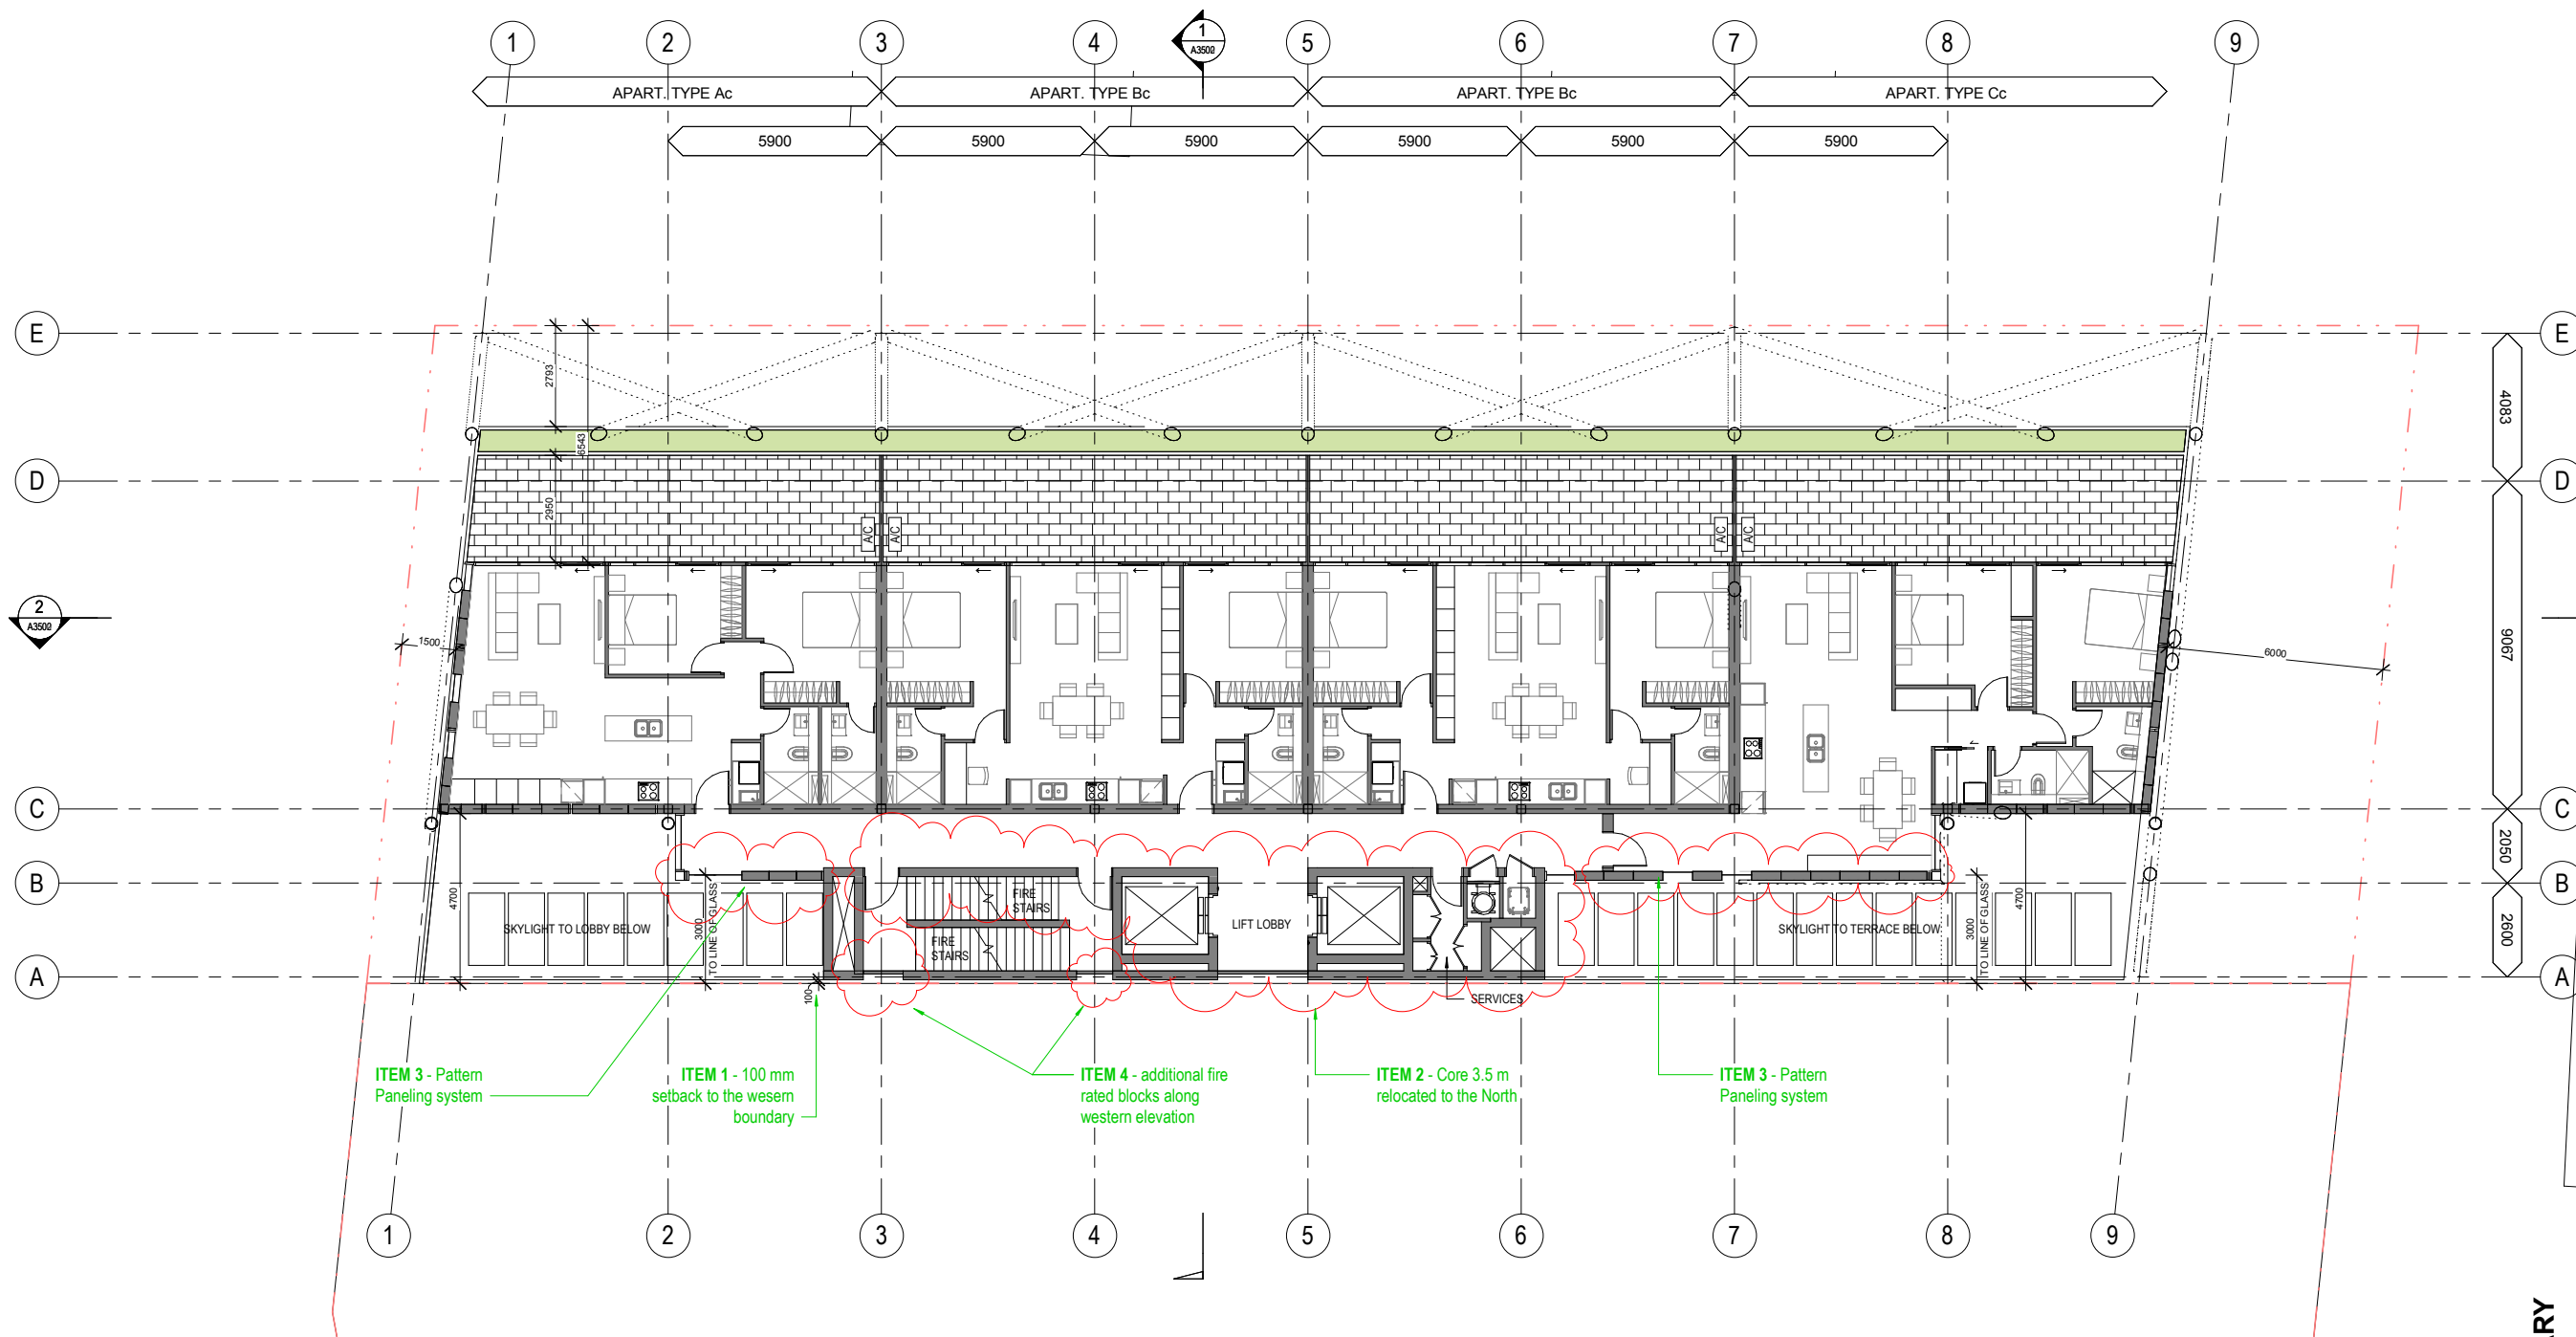 1 2 3 4 5 6 7 8 9
1
A3502
APART. TYPE Ac APART. TYPE Bc APART. TYPE Bc APART. TYPE Cc
5900 5900 5900 5900 5900 5900
E E
2793
6543
4083
D D
2950
A/C A/C A/C A/C
2
A3502
1500
6000
9067
C C
2050
B B
4700
SKYLIGHT TO LOBBY BELOW
3000
TO LINE OF GLASS
FIRE
STAIRS
FIRE
STAIRS
LIFT LOBBY
SKYLIGHT TO TERRACE BELOW
3000
TO LINE OF GLASS
4700
2600
A A
100
SERVICES
ITEM 3 - Pattern
Paneling system
ITEM 1 - 100 mm
setback to the wesern
boundary
ITEM 4 - additional fire
rated blocks along
western elevation
ITEM 2 - Core 3.5 m
relocated to the North
ITEM 3 - Pattern
Paneling system
1 2 3 4 5 6 7 8 9